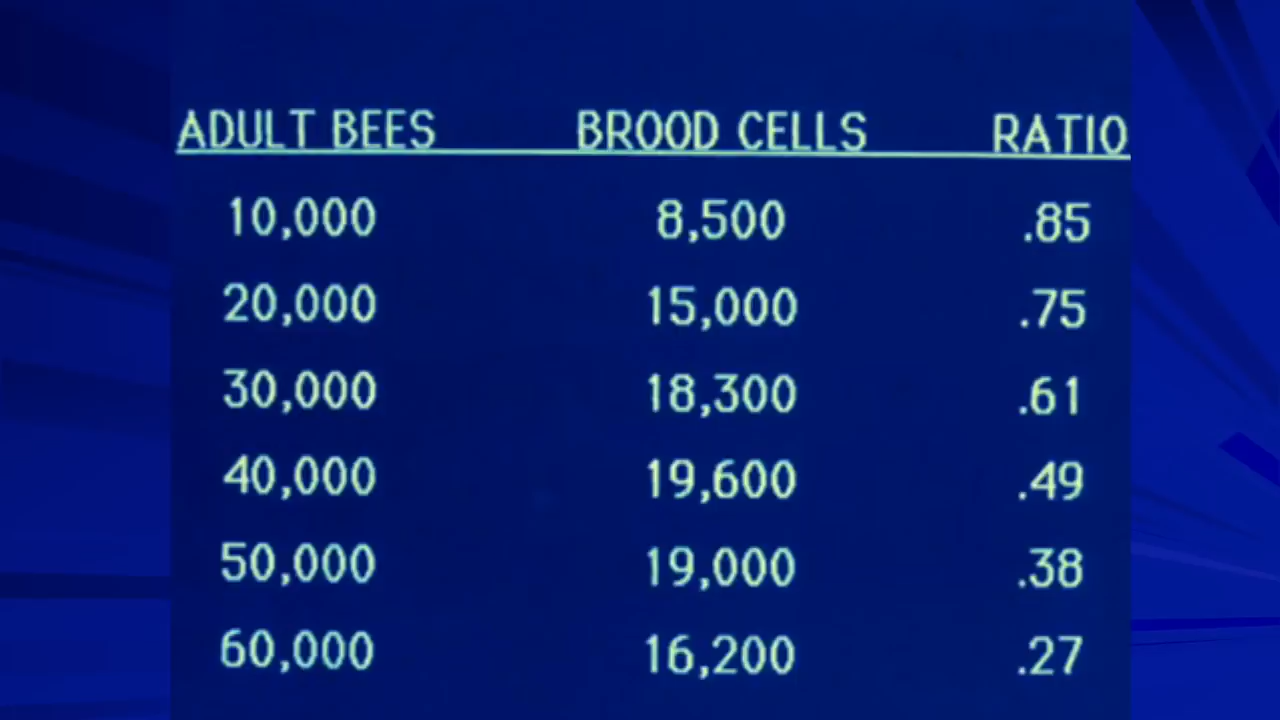 ADULT BEES BROOD CELLS RATIO
10,000 8,500 .85
20,000 15,000 .75
30,000 18,300 .61
40,000 19,600 .49
50,000 19,000 .38
60,000 16,200 .27